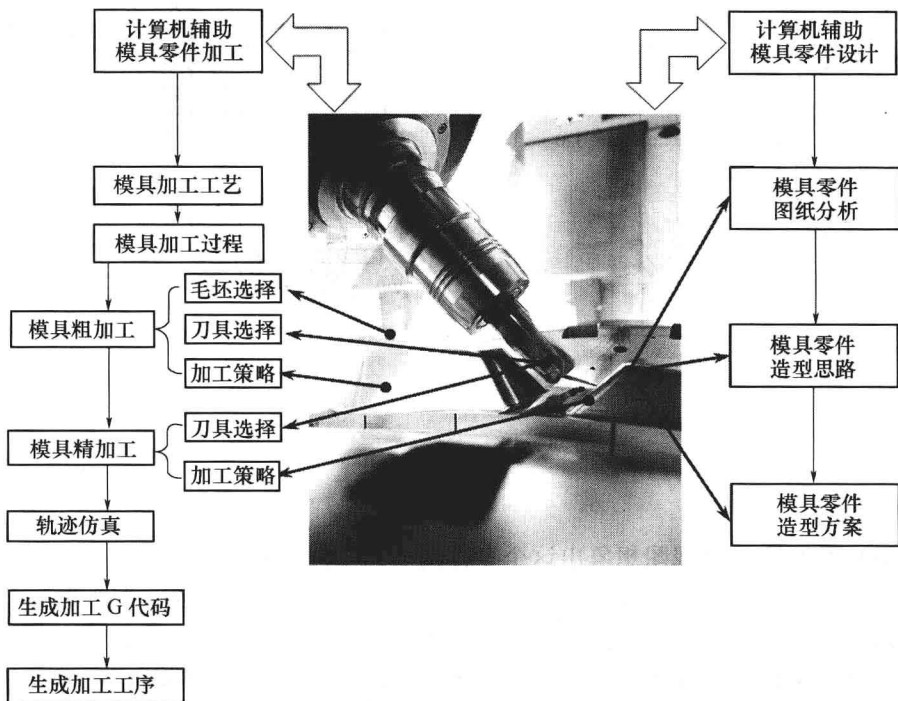 计算机辅助
模具零件加工
模具加工工艺
模具加工过程
模具粗加工
毛坯选择
刀具选择
加工策略
模具精加工
刀具选择
加工策略
轨迹仿真
生成加工 G 代码
生成加工工序
计算机辅助
模具零件设计
模具零件
图纸分析
模具零件
造型思路
模具零件
造型方案